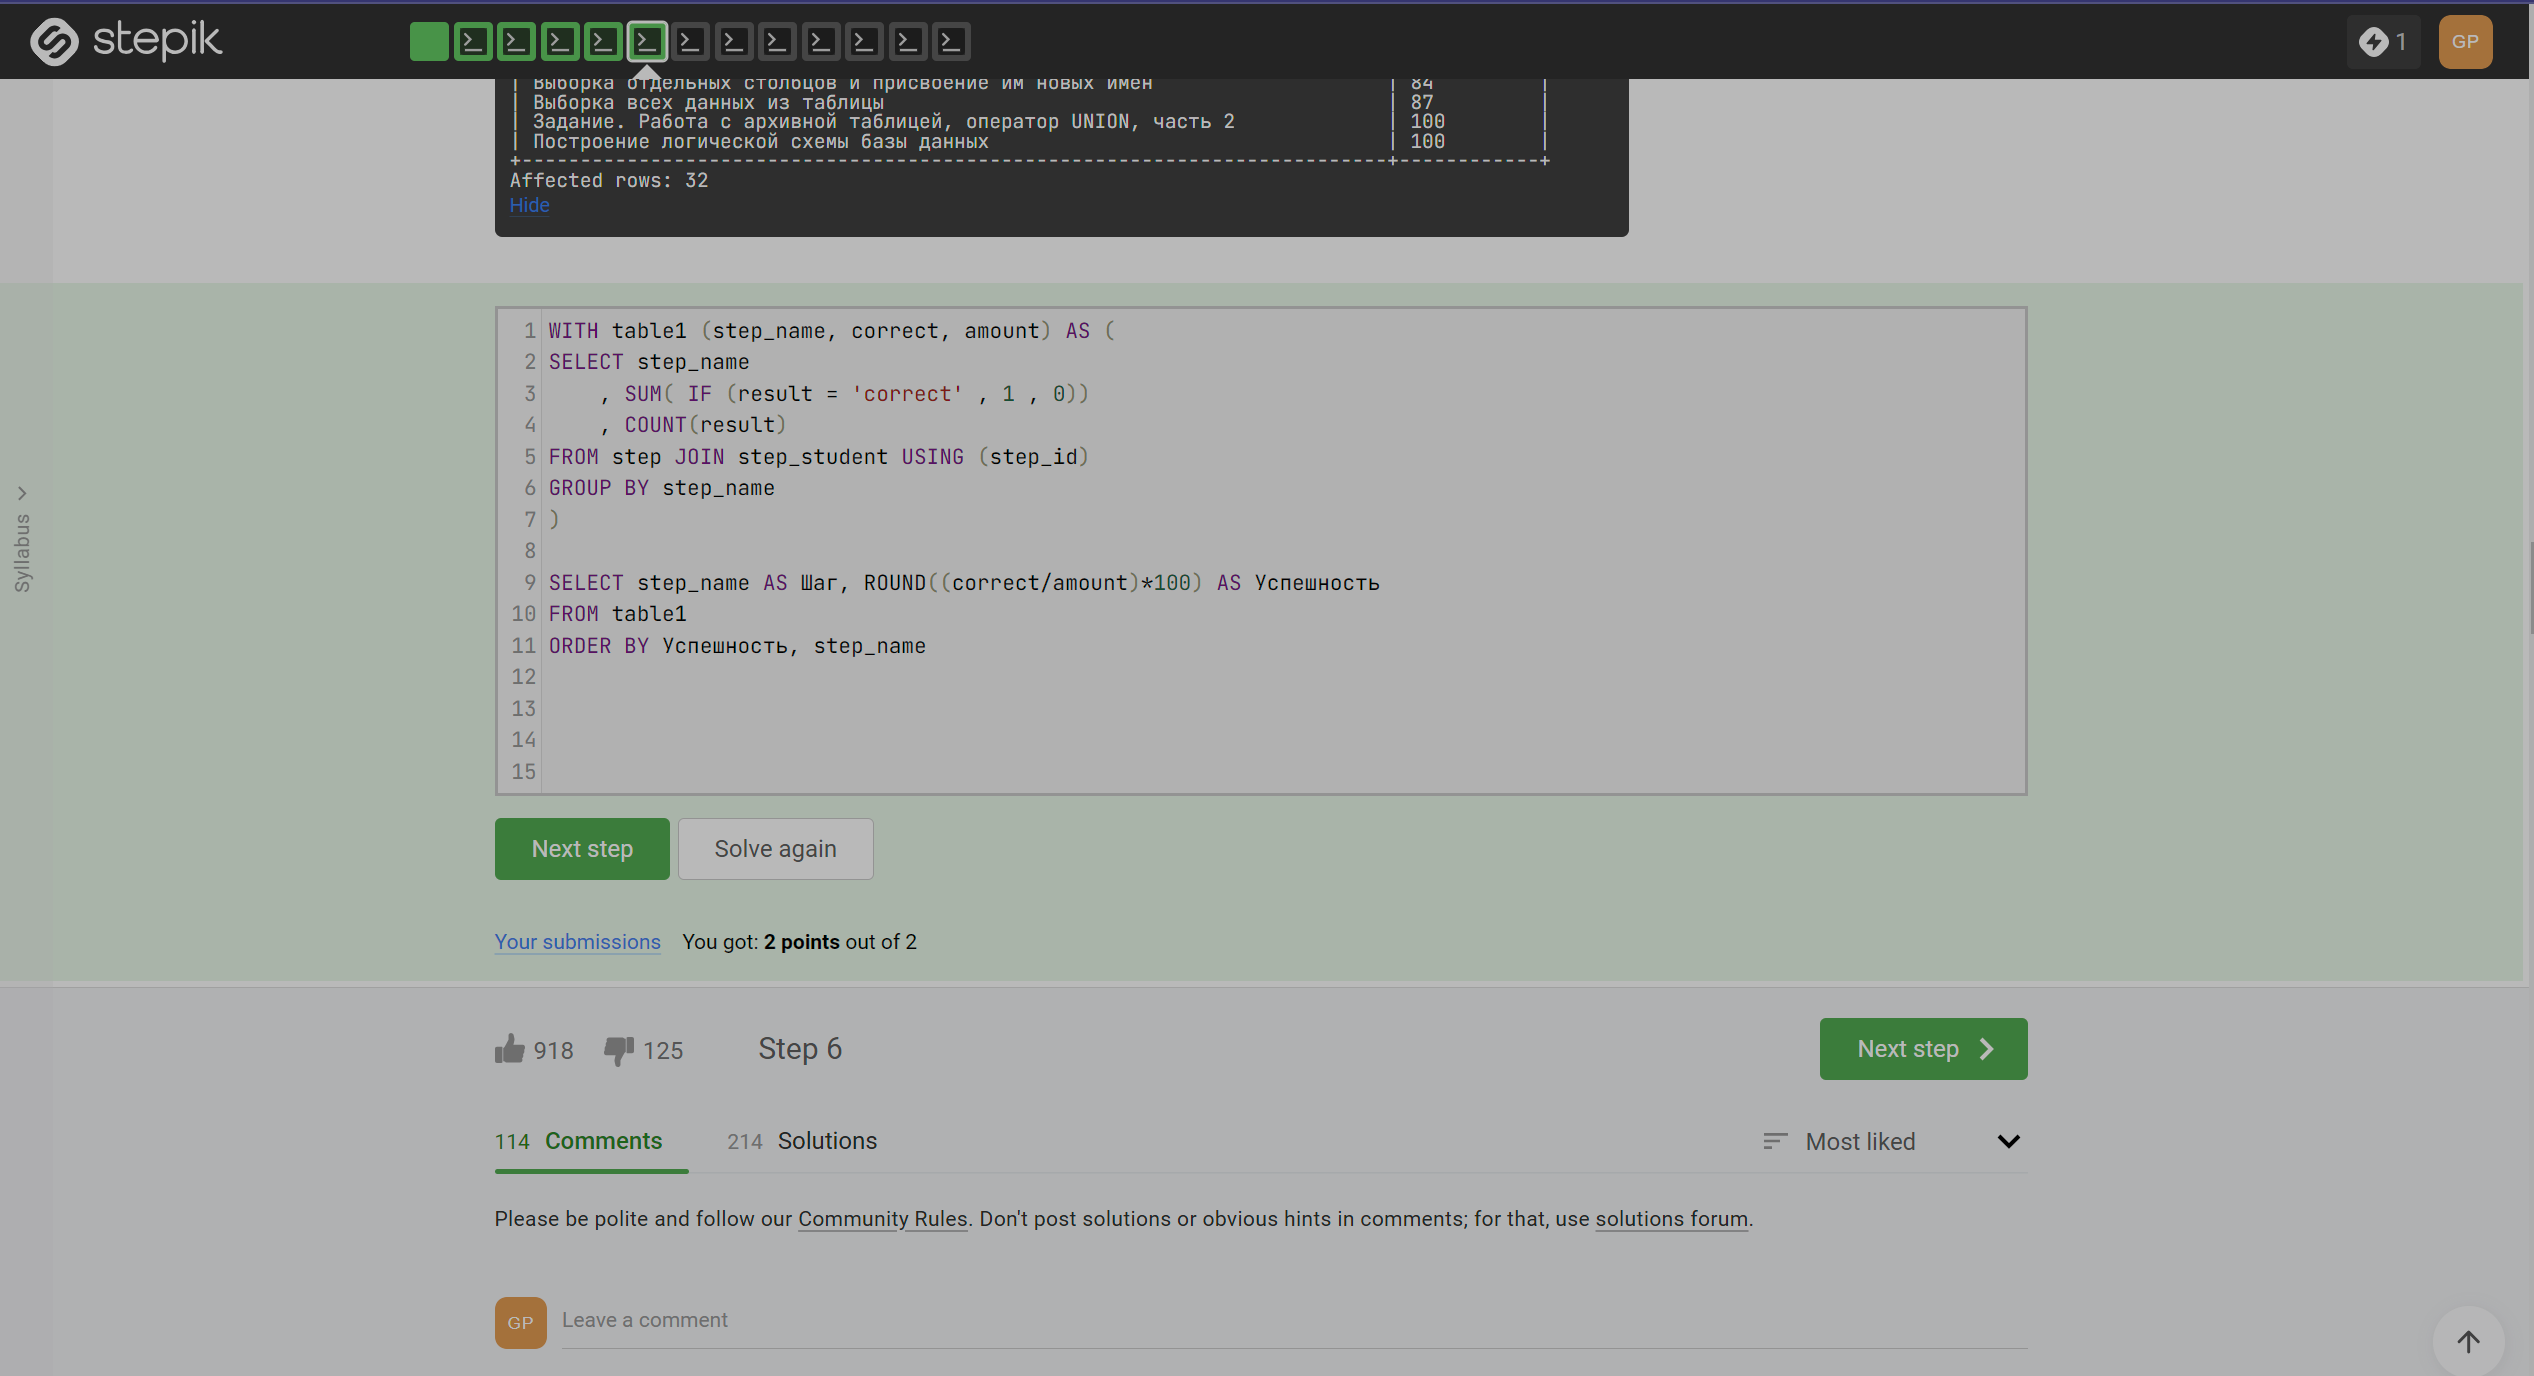 stepik
1
GP
| Выборка отдельных столбцов и присвоение им новых имен | 84 |
| Выборка всех данных из таблицы | 87 |
| Задание. Работа с архивной таблицей, оператор UNION, часть 2 | 100 |
| Построение логической схемы базы данных | 100 |
+--------------------------------------------------------------------------+------------+
Affected rows: 32
Hide
Syllabus
1 WITH table1 (step_name, correct, amount) AS (
2 SELECT step_name
3     , SUM( IF (result = 'correct' , 1 , 0))
4     , COUNT(result)
5 FROM step JOIN step_student USING (step_id)
6 GROUP BY step_name
7 )
8
9 SELECT step_name AS Шаг, ROUND((correct/amount)*100) AS Успешность
10 FROM table1
11 ORDER BY Успешность, step_name
12
13
14
15
Next step Solve again
Your submissions You got: 2 points out of 2
918 125 Step 6 Next step
114 Comments 214 Solutions Most liked
Please be polite and follow our Community Rules. Don't post solutions or obvious hints in comments; for that, use solutions forum.
GP Leave a comment